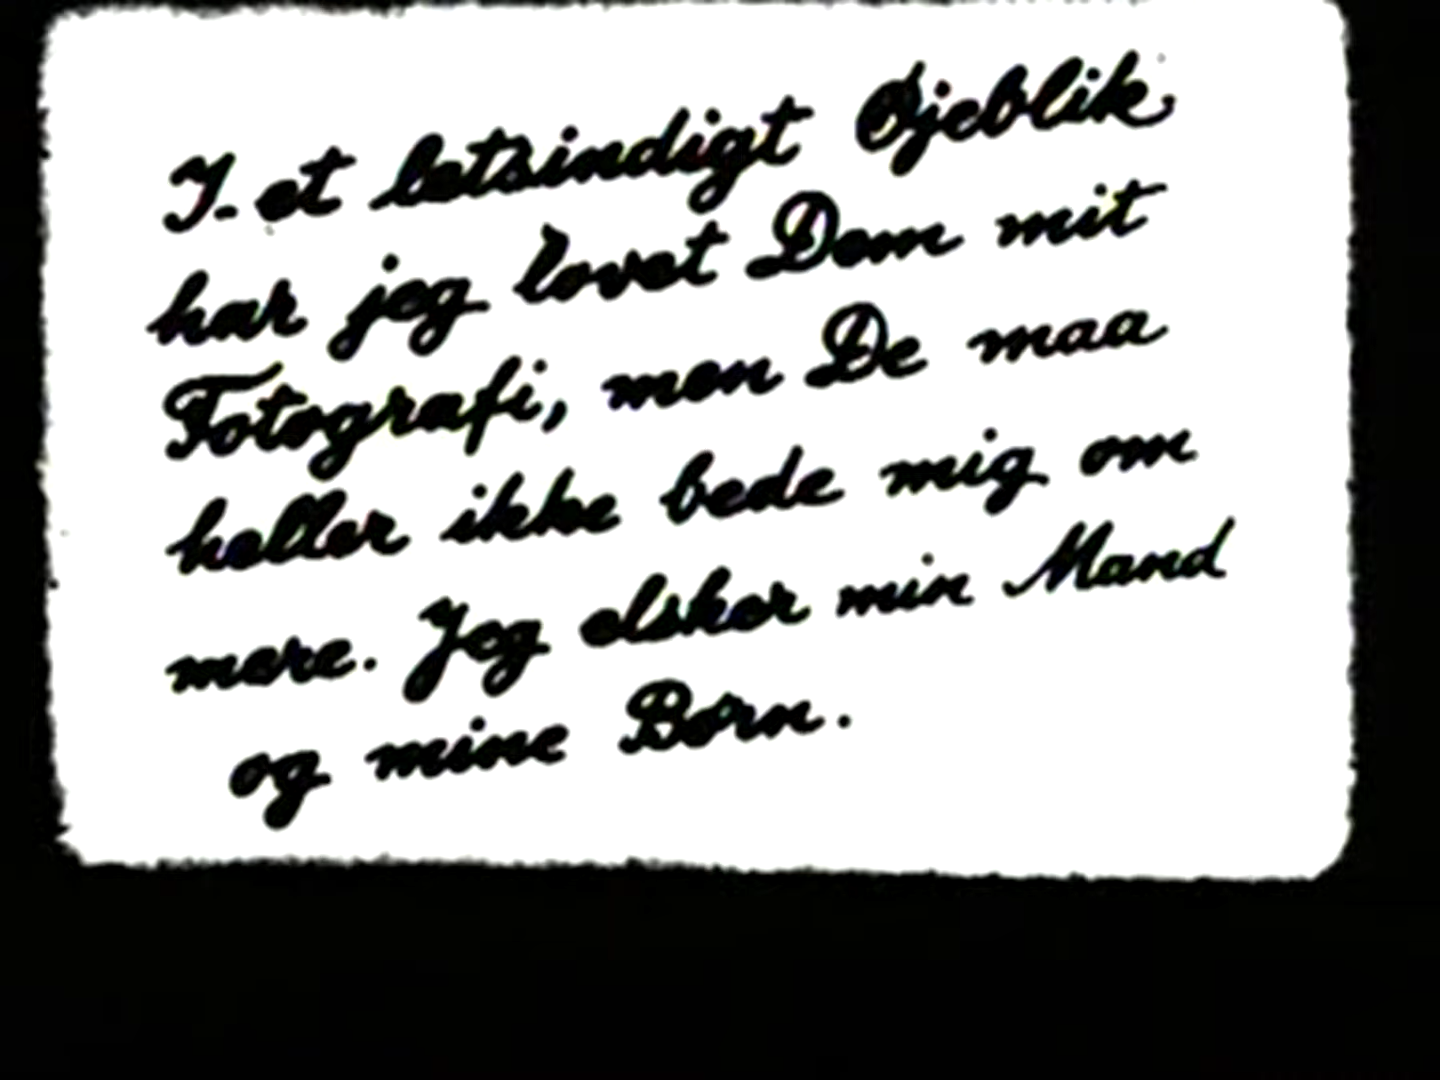 I et letsindigt Øjeblik
har jeg lovet Dem mit
Fotografi, men De maa
heller ikke bede mig om
mere. Jeg elsker min Mand
og mine Børn.